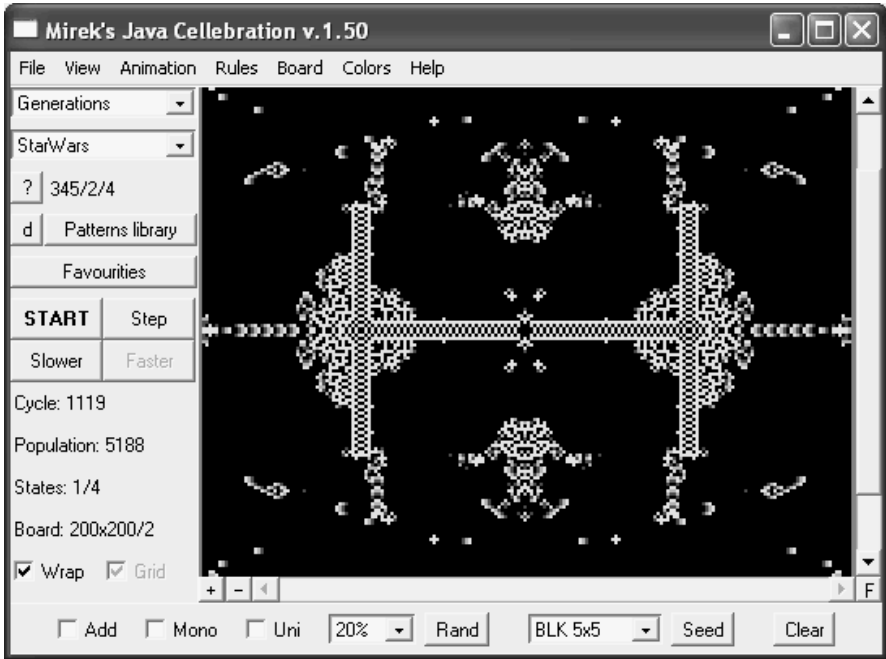 Mirek's Java Cellebration v.1.50
File View Animation Rules Board Colors Help
Generations
StarWars
? 345/2/4
d Patterns library
Favourities
START Step
Slower Faster
Cycle: 1119
Population: 5188
States: 1/4
Board: 200x200/2
Wrap Grid
+ - F
Add Mono Uni 20% Rand BLK 5x5 Seed Clear